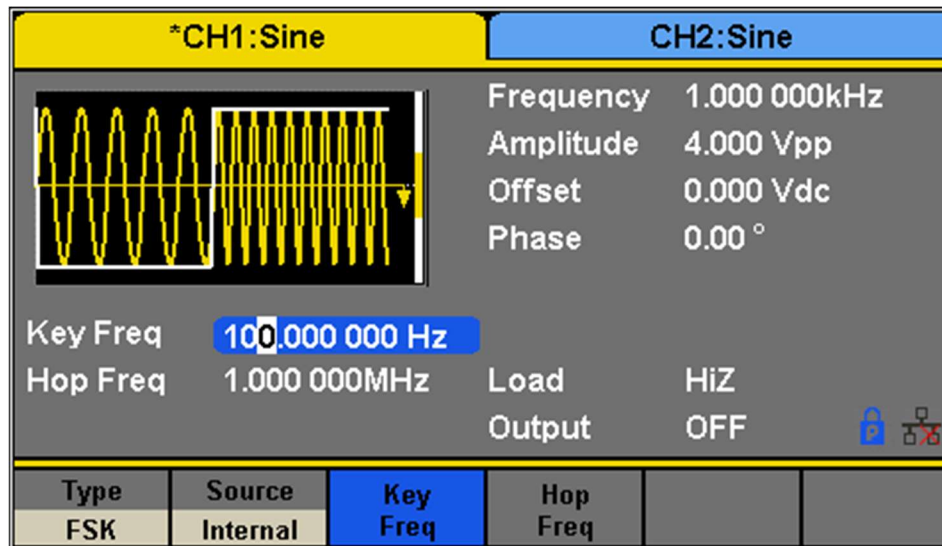 *CH1:Sine
CH2:Sine
Frequency 1.000 000kHz
Amplitude 4.000 Vpp
Offset 0.000 Vdc
Phase 0.00 °
Key Freq 100.000 000 Hz
Hop Freq 1.000 000MHz
Load HiZ
Output OFF
P
Type
FSK
Source
Internal
Key
Freq
Hop
Freq